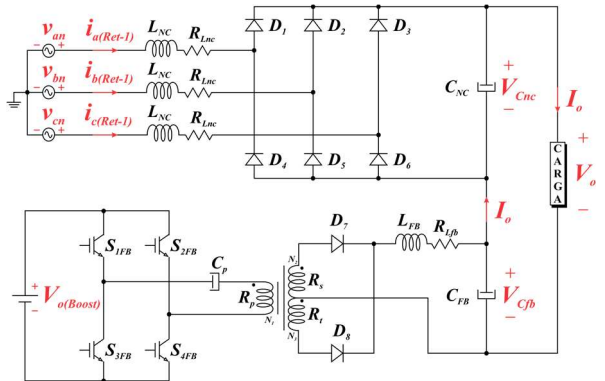 L_NC R_Lnc D_1 D_2 D_3
v_an i_a(Ret-1)
− +
L_NC R_Lnc
v_bn i_b(Ret-1)
− +
L_NC R_Lnc
v_cn i_c(Ret-1)
− +
C_NC + V_Cnc −
I_o
CARGA + V_o −
D_4 D_5 D_6
I_o
D_7 L_FB R_Lfb
S_1FB S_2FB
C_p
N_2
R_p R_s
N_1
+ V_o(Boost) −
R_t
N_3
C_FB + V_Cfb −
S_3FB S_4FB
D_8